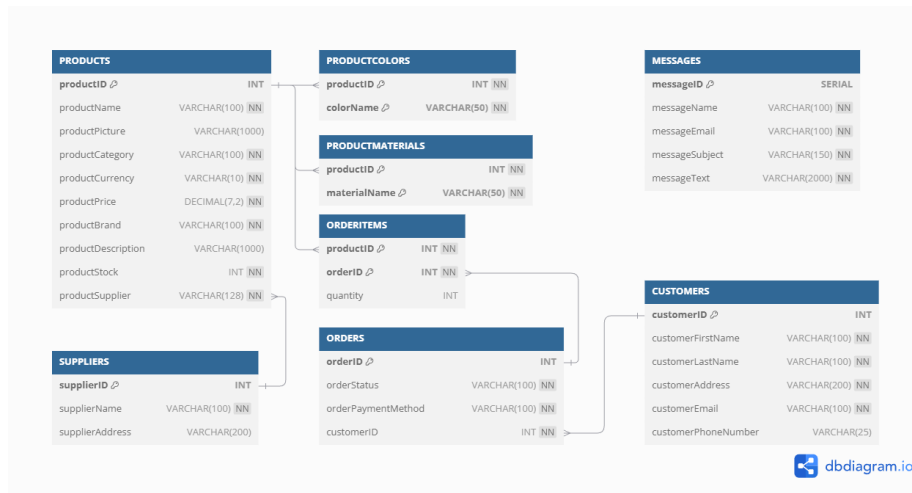 PRODUCTS
productID INT
productName VARCHAR(100) NN
productPicture VARCHAR(1000)
productCategory VARCHAR(100) NN
productCurrency VARCHAR(10) NN
productPrice DECIMAL(7,2) NN
productBrand VARCHAR(100) NN
productDescription VARCHAR(1000)
productStock INT NN
productSupplier VARCHAR(128) NN
SUPPLIERS
supplierID INT
supplierName VARCHAR(100) NN
supplierAddress VARCHAR(200)
PRODUCTCOLORS
productID INT NN
colorName VARCHAR(50) NN
PRODUCTMATERIALS
productID INT NN
materialName VARCHAR(50) NN
ORDERITEMS
productID INT NN
orderID INT NN
quantity INT
ORDERS
orderID INT
orderStatus VARCHAR(100) NN
orderPaymentMethod VARCHAR(100) NN
customerID INT NN
MESSAGES
messageID SERIAL
messageName VARCHAR(100) NN
messageEmail VARCHAR(100) NN
messageSubject VARCHAR(150) NN
messageText VARCHAR(2000) NN
CUSTOMERS
customerID INT
customerFirstName VARCHAR(100) NN
customerLastName VARCHAR(100) NN
customerAddress VARCHAR(200) NN
customerEmail VARCHAR(100) NN
customerPhoneNumber VARCHAR(25)
dbdiagram.io